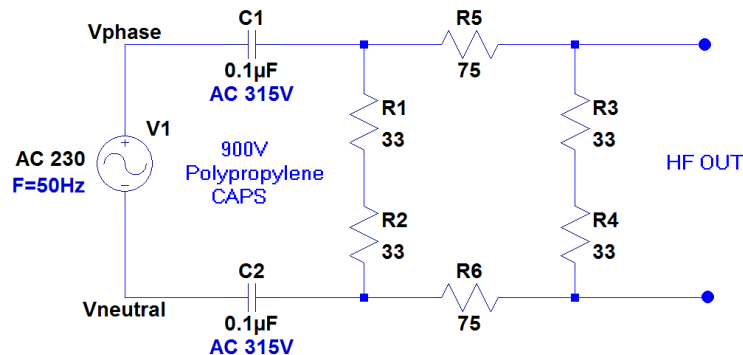 Vphase
C1
0.1µF
AC 315V
R5
75
R1
33
R3
33
V1
AC 230
F=50Hz
900V
Polypropylene
CAPS
HF OUT
R2
33
R4
33
C2
0.1µF
AC 315V
R6
75
Vneutral